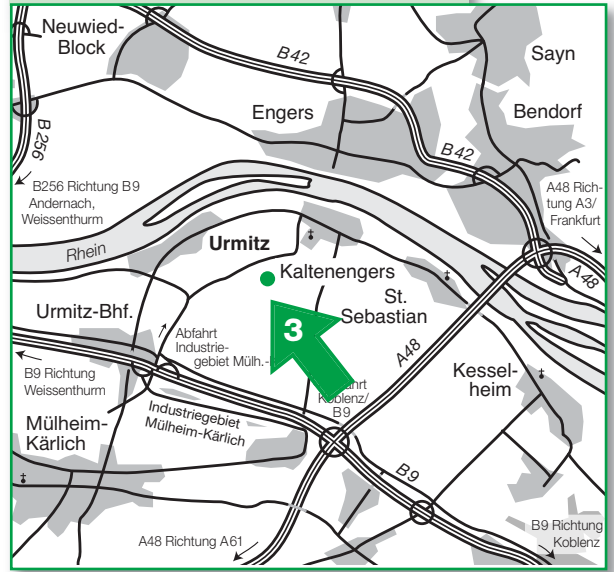 Neuwied-
Block
B 42
Sayn
Engers
Bendorf
B 256
B 42
B256 Richtung B9
Andernach,
Weissenthurm
A48 Rich-
tung A3/
Frankfurt
Rhein
Urmitz
A48
Kaltenengers
St.
Sebastian
Urmitz-Bhf.
3
Abfahrt
Industrie-
gebiet Mülh.-
A48
B9 Richtung
Weissenthurm
Kessel-
heim
Koblenz/
B9
Industriegebiet
Mülheim-Kärlich
Mülheim-
Kärlich
B9
A48 Richtung A61
B9 Richtung
Koblenz